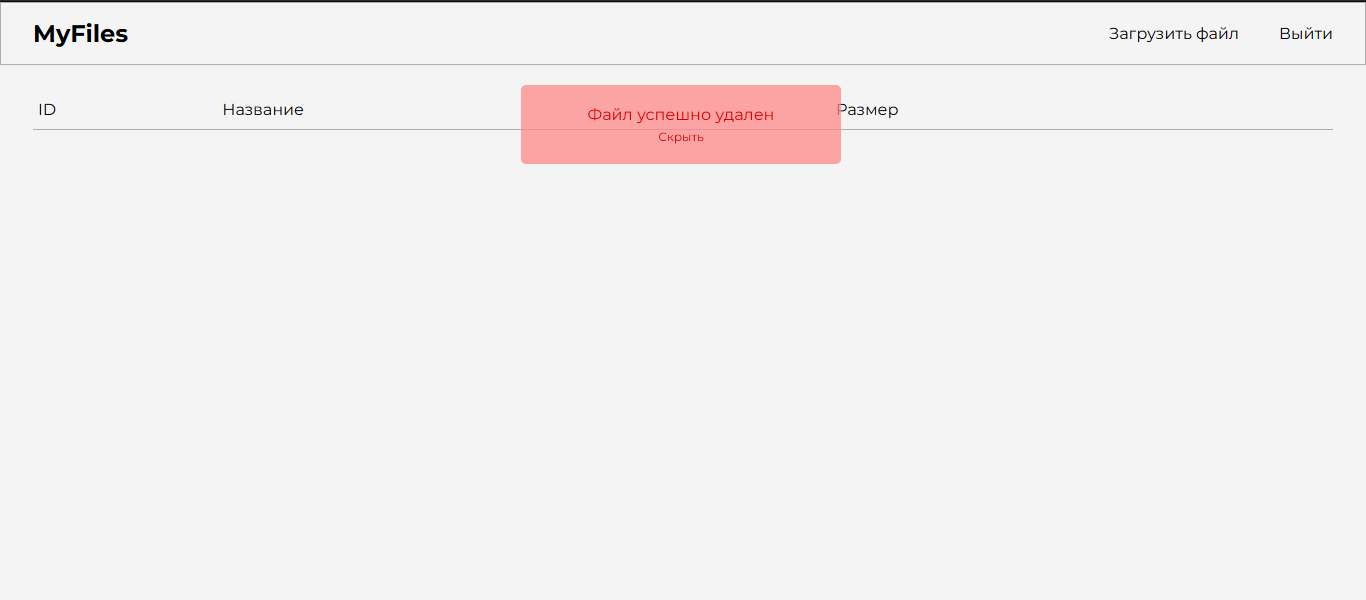 MyFiles
Загрузить файл
Выйти
ID
Название
Размер
Файл успешно удален
Скрыть